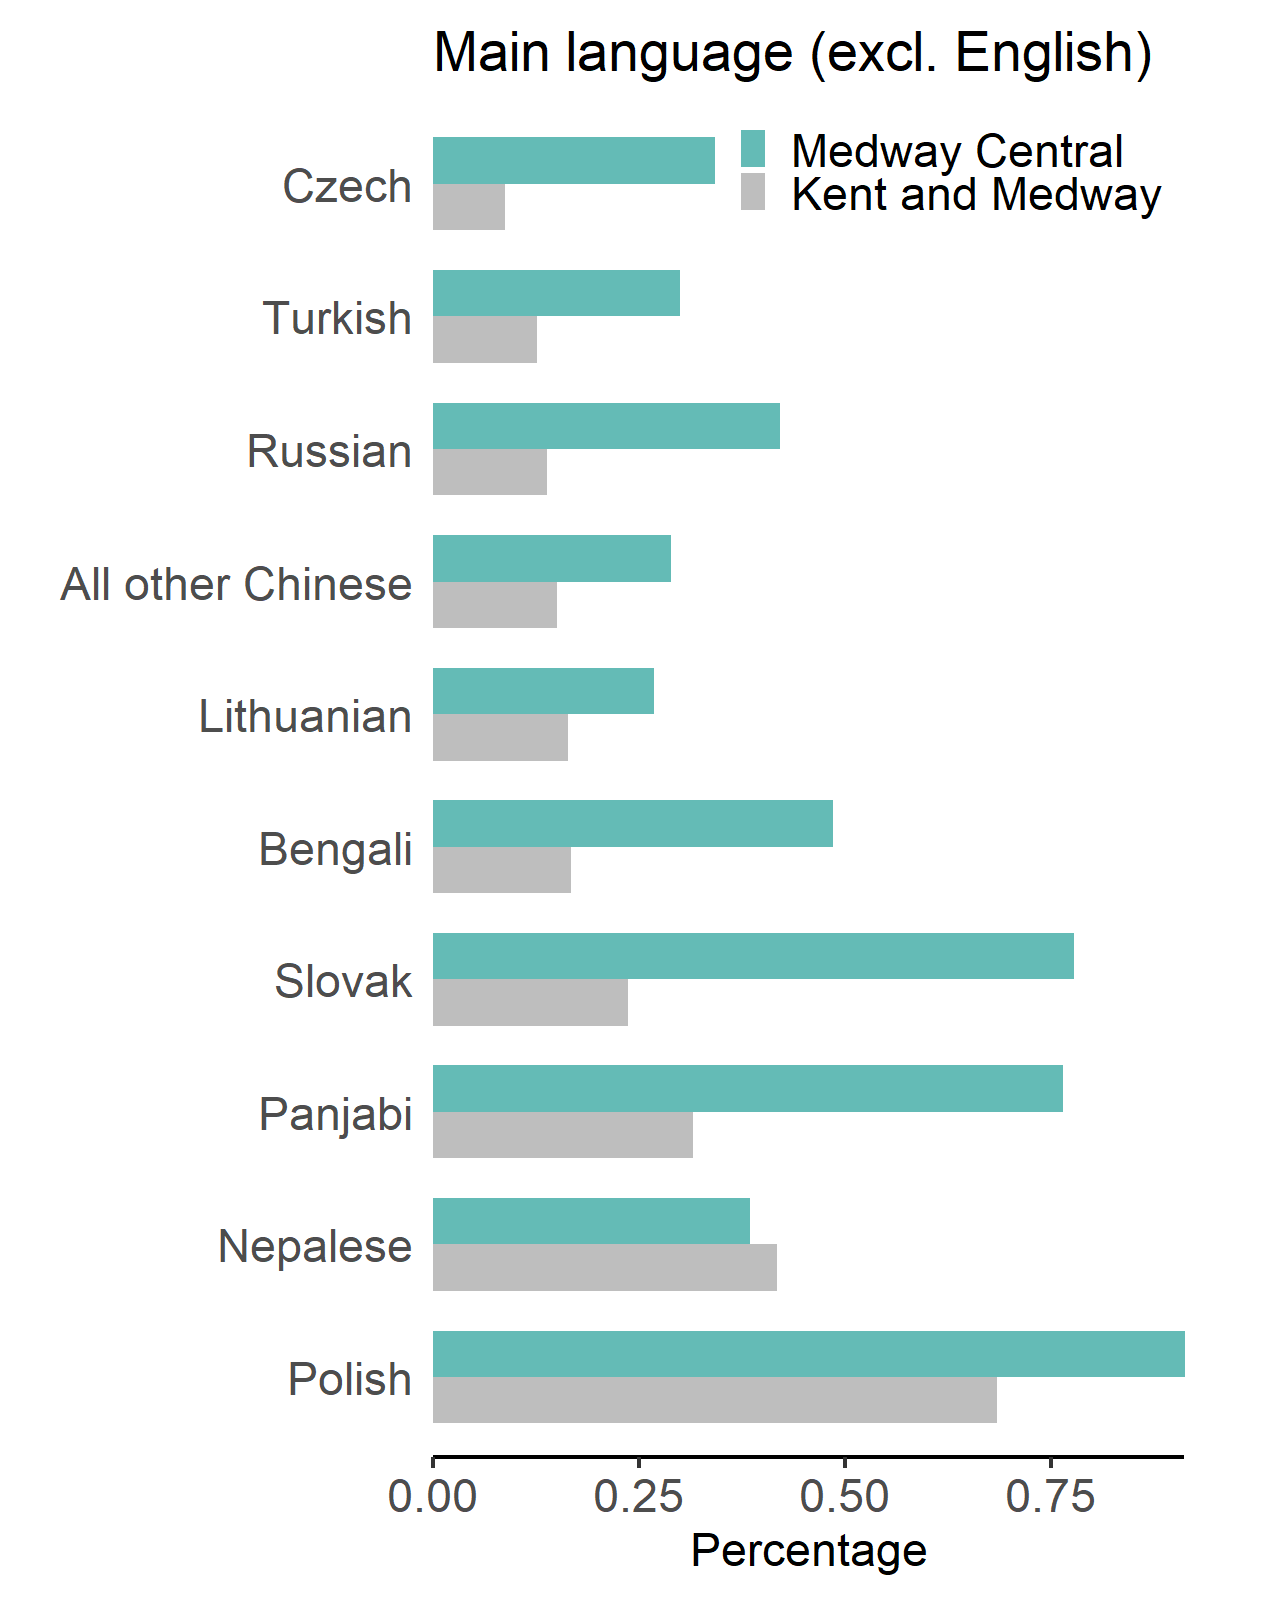 Main language (excl. English)
Medway Central
Kent and Medway
Czech
Turkish
Russian
All other Chinese
Lithuanian
Bengali
Slovak
Panjabi
Nepalese
Polish
0.00 0.25 0.50 0.75
Percentage